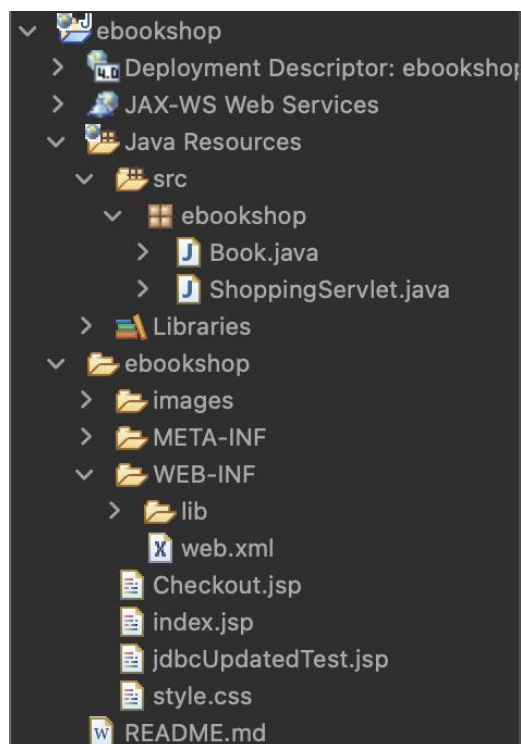 ebookshop
Deployment Descriptor: ebookshop
JAX-WS Web Services
Java Resources
src
ebookshop
Book.java
ShoppingServlet.java
Libraries
ebookshop
images
META-INF
WEB-INF
lib
web.xml
Checkout.jsp
index.jsp
jdbcUpdatedTest.jsp
style.css
README.md